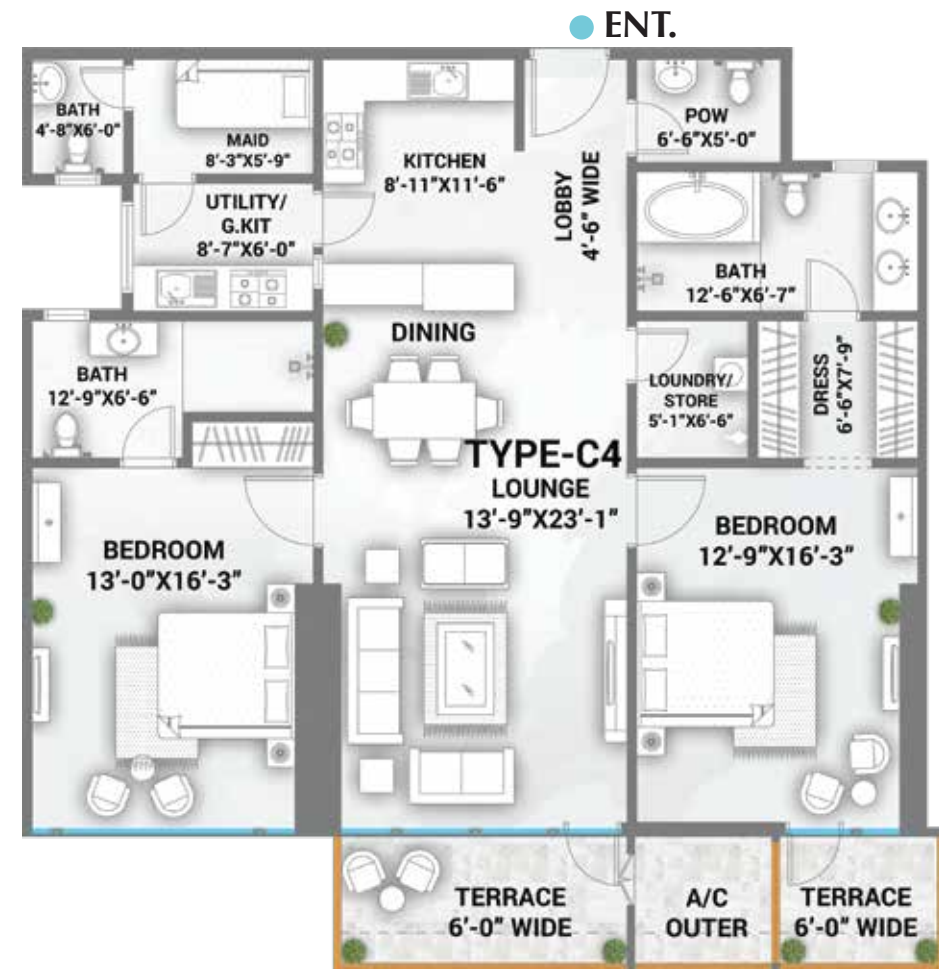 ENT.
BATH
4'-8"X6'-0"
MAID
8'-3"X5'-9"
KITCHEN
8'-11"X11'-6"
LOBBY
4'-6" WIDE
POW
6'-6"X5'-0"
UTILITY/
G.KIT
8'-7"X6'-0"
BATH
12'-6"X6'-7"
DINING
BATH
12'-9"X6'-6"
LOUNDRY/
STORE
5'-1"X6'-6"
DRESS
6'-6"X7'-9"
TYPE-C4
LOUNGE
13'-9"X23'-1"
BEDROOM
13'-0"X16'-3"
BEDROOM
12'-9"X16'-3"
TERRACE
6'-0" WIDE
A/C
OUTER
TERRACE
6'-0" WIDE